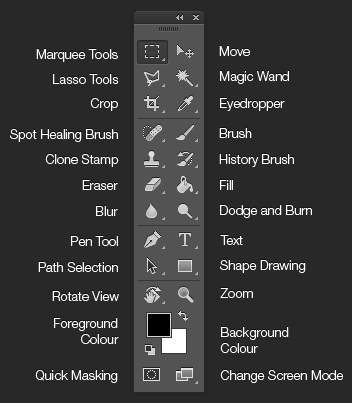 Marquee Tools
Move
Lasso Tools
Magic Wand
Crop
Eyedropper
Spot Healing Brush
Brush
Clone Stamp
History Brush
Eraser
Fill
Blur
Dodge and Burn
Pen Tool
T
Text
Path Selection
Shape Drawing
Rotate View
Zoom
Foreground
Colour
Background
Colour
Quick Masking
Change Screen Mode